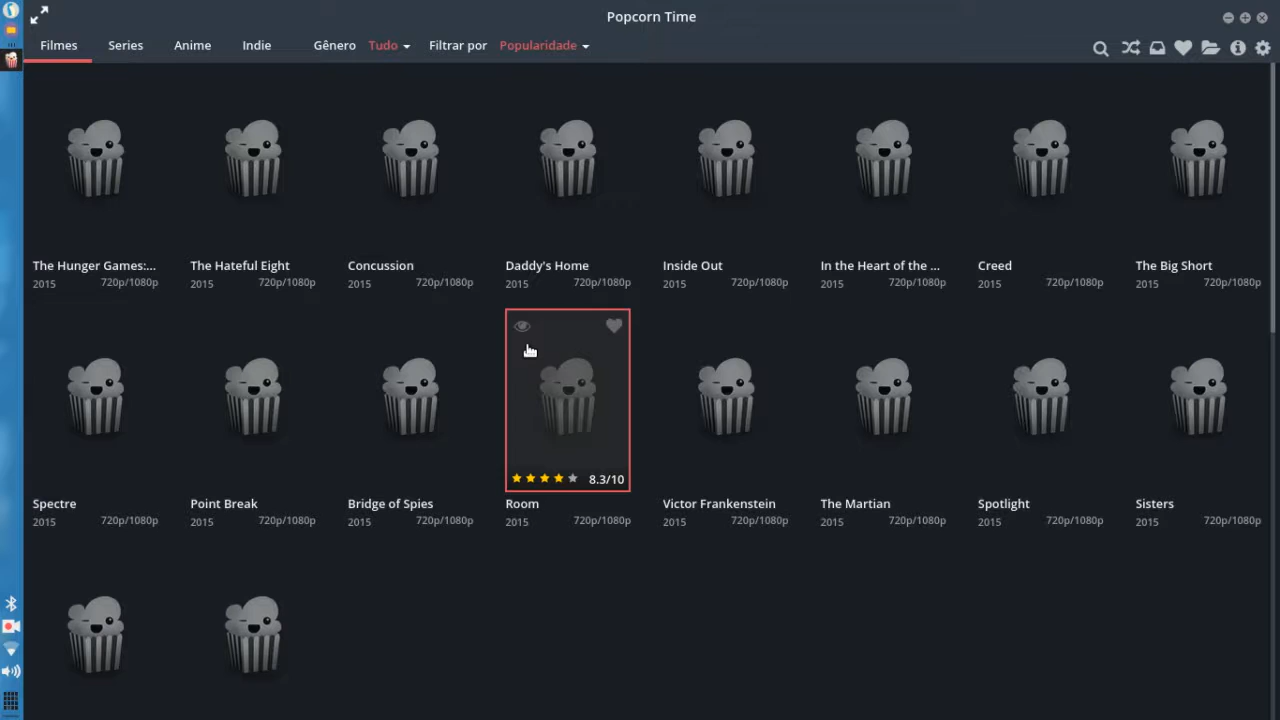 Popcorn Time
Filmes Series Anime Indie Gênero Tudo Filtrar por Popularidade
The Hunger Games:... The Hateful Eight Concussion Daddy's Home Inside Out In the Heart of the ... Creed The Big Short
2015 720p/1080p 2015 720p/1080p 2015 720p/1080p 2015 720p/1080p 2015 720p/1080p 2015 720p/1080p 2015 720p/1080p 2015 720p/1080p
8.3/10
Spectre Point Break Bridge of Spies Room Victor Frankenstein The Martian Spotlight Sisters
2015 720p/1080p 2015 720p/1080p 2015 720p/1080p 2015 720p/1080p 2015 720p/1080p 2015 720p/1080p 2015 720p/1080p 2015 720p/1080p